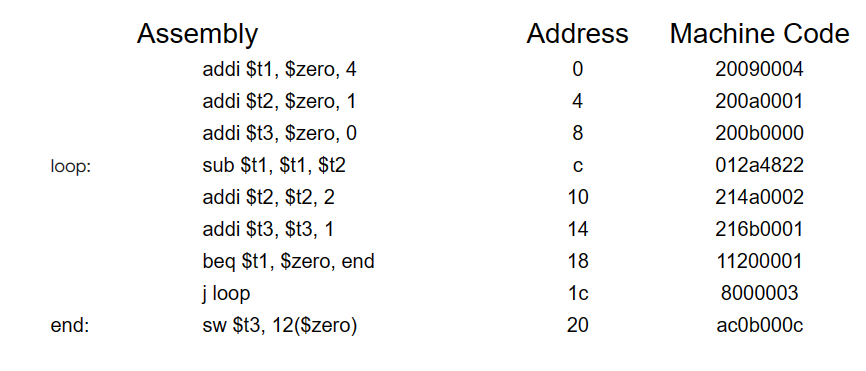 Assembly Address Machine Code
addi $t1, $zero, 4 0 20090004
addi $t2, $zero, 1 4 200a0001
addi $t3, $zero, 0 8 200b0000
loop: sub $t1, $t1, $t2 c 012a4822
addi $t2, $t2, 2 10 214a0002
addi $t3, $t3, 1 14 216b0001
beq $t1, $zero, end 18 11200001
j loop 1c 8000003
end: sw $t3, 12($zero) 20 ac0b000c